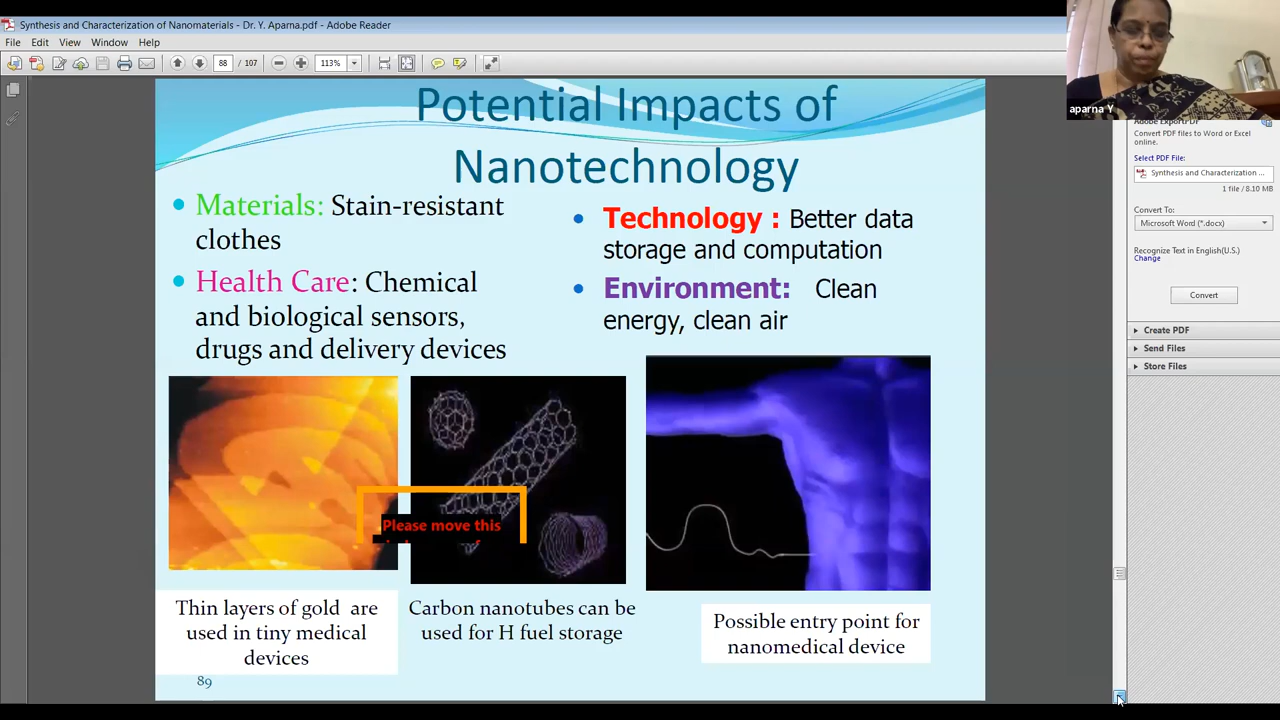 Synthesis and Characterization of Nanomaterials - Dr. Y. Aparna.pdf - Adobe Reader
File Edit View Window Help
88 / 107 113%
aparna Y
Potential Impacts of
Nanotechnology
Materials: Stain-resistant
clothes
Health Care: Chemical
and biological sensors,
drugs and delivery devices
Technology : Better data
storage and computation
Environment: Clean
energy, clean air
Please move this
Thin layers of gold are
used in tiny medical
devices
Carbon nanotubes can be
used for H fuel storage
Possible entry point for
nanomedical device
89
Adobe ExportPDF
Convert PDF files to Word or Excel
online.
Select PDF File:
Synthesis and Characterization ...
1 file / 8.10 MB
Convert To:
Microsoft Word (*.docx)
Recognize Text in English(U.S.)
Change
Convert
Create PDF
Send Files
Store Files